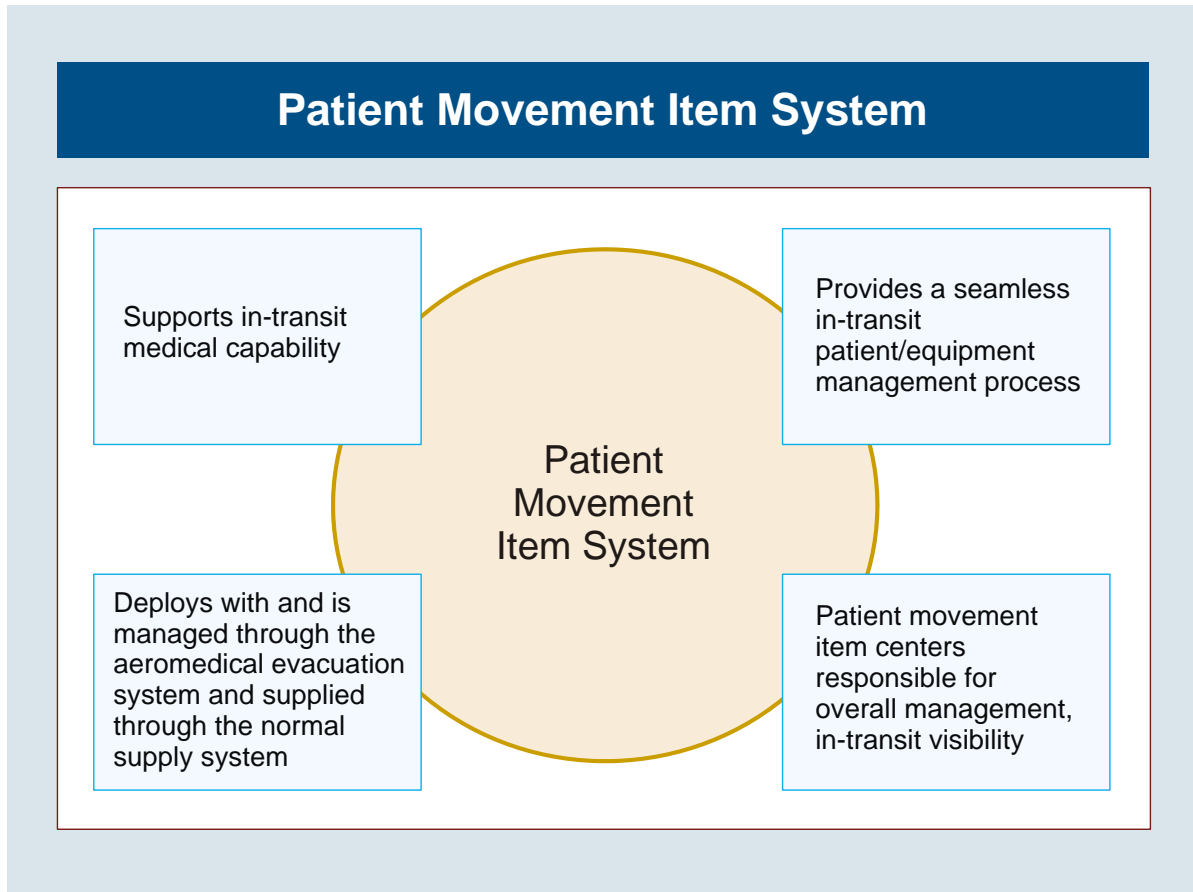 Patient Movement Item System
Supports in-transit
medical capability
Provides a seamless
in-transit
patient/equipment
management process
Patient
Movement
Item System
Deploys with and is
managed through the
aeromedical evacuation
system and supplied
through the normal
supply system
Patient movement
item centers
responsible for
overall management,
in-transit visibility